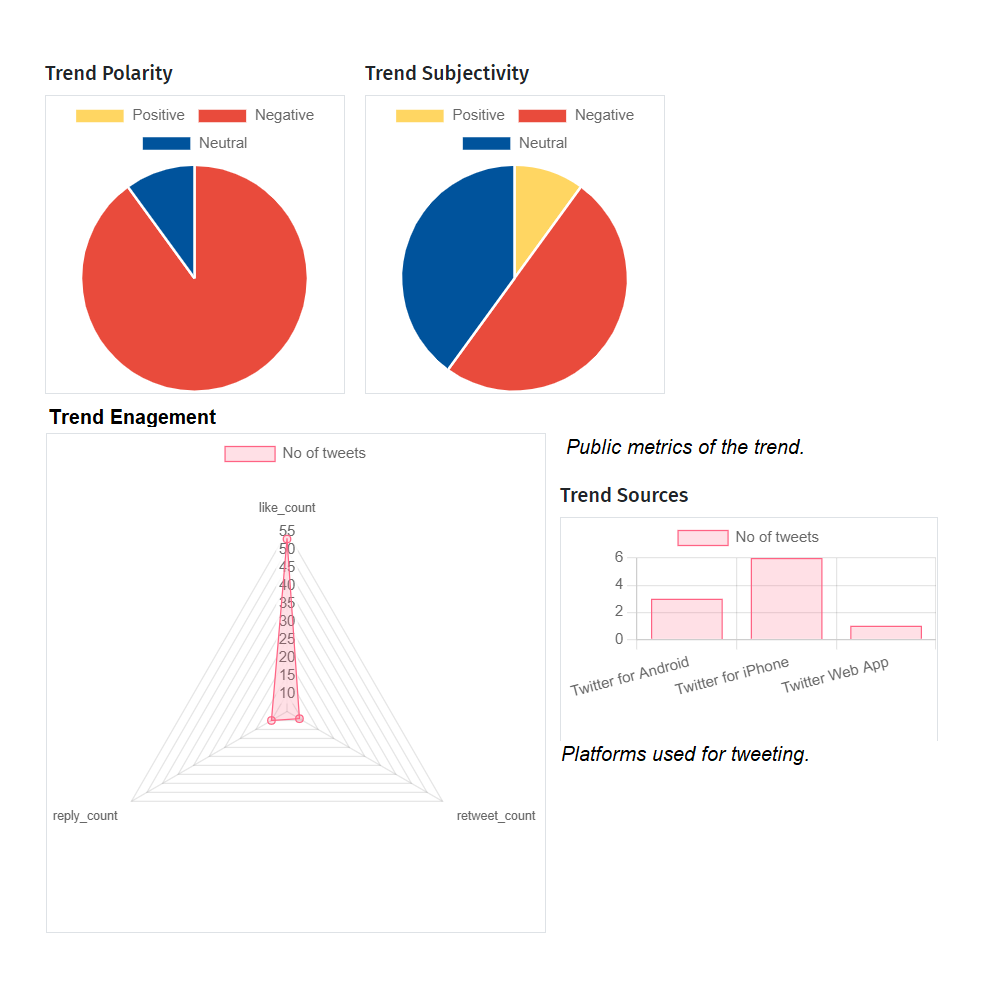 Trend Polarity
Trend Subjectivity
Positive
Negative
Neutral
Positive
Negative
Neutral
Trend Enagement
No of tweets
like_count
55
50
45
40
35
30
25
20
15
10
reply_count
retweet_count
Public metrics of the trend.
Trend Sources
No of tweets
6
4
2
0
Twitter for Android
Twitter for iPhone
Twitter Web App
Platforms used for tweeting.